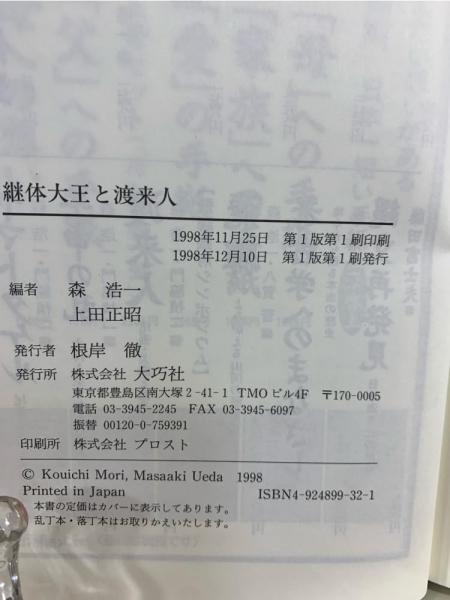 継体大王と渡来人
1998年11月25日　第1版第1刷印刷
1998年12月10日　第1版第1刷発行
編者　森　浩一
上田正昭
発行者　根岸　徹
発行所　株式会社 大巧社
東京都豊島区南大塚2-41-1　TMOビル4F　〒170-0005
電話 03-3945-2245　FAX 03-3945-6097
振替 00120-0-759391
印刷所　株式会社 プロスト
© Kouichi Mori, Masaaki Ueda 1998
Printed in Japan　ISBN4-924899-32-1
本書の定価はカバーに表示してあります。
乱丁本・落丁本はお取りかえいたします。